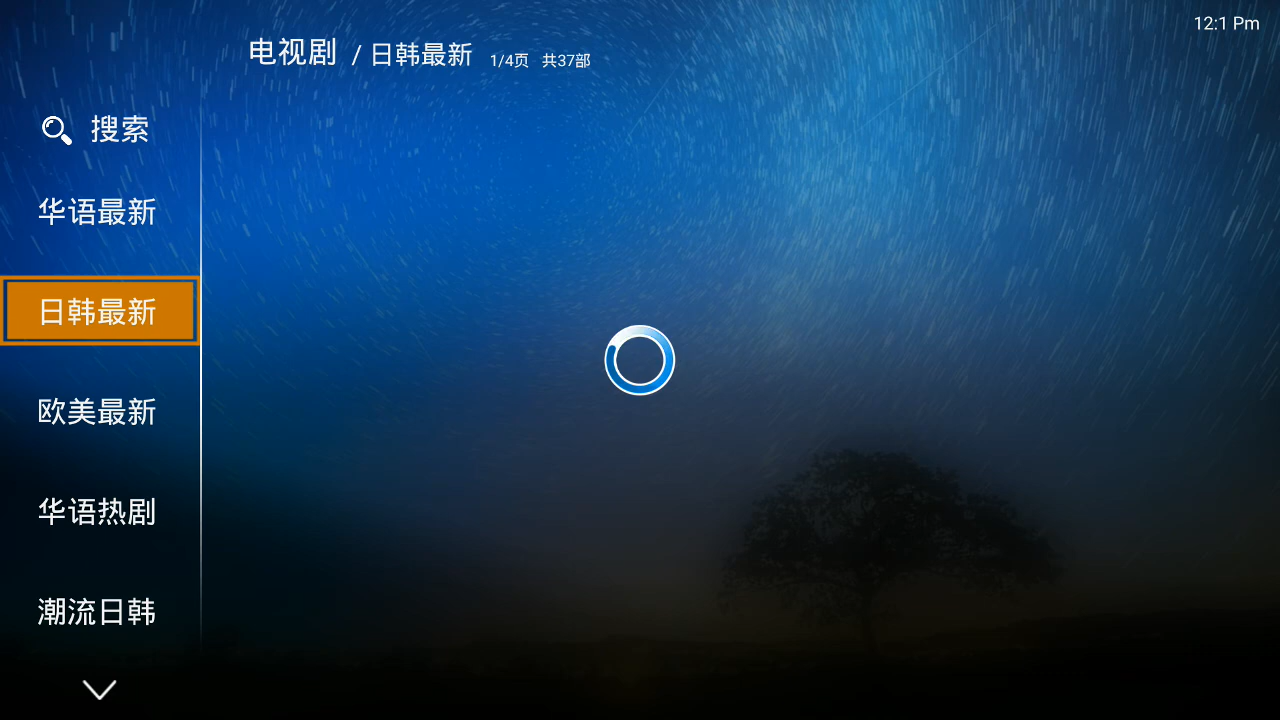 12:1 Pm
电视剧 / 日韩最新 1/4页 共37部
搜索
华语最新
日韩最新
欧美最新
华语热剧
潮流日韩